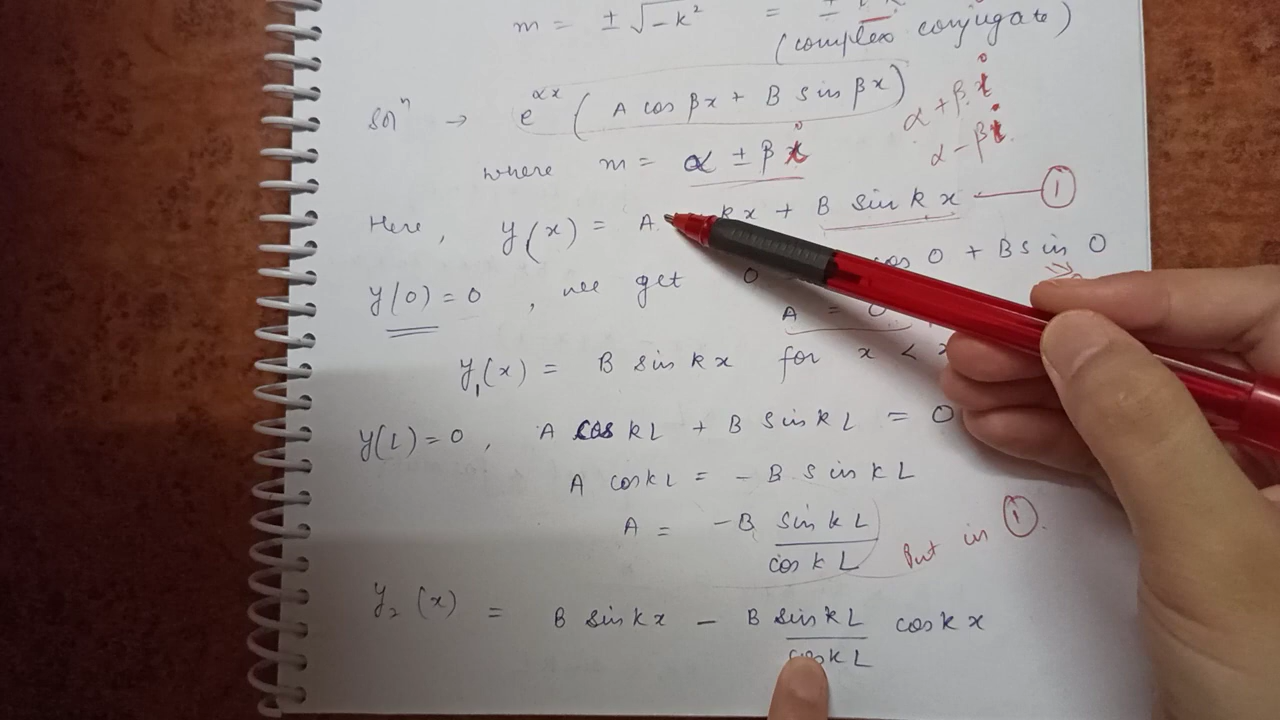 m = ± √-k² = ±
(complex conjugate)
Solⁿ → e^αx ( A cos βx + B sin βx )
α + βi
α - βi
where m = α ± β i
Here, y(x) = A kx + B sin kx ①
y(0) = 0 , we get 0 cos 0 + B sin 0
A = 0
y₁(x) = B sin kx for x <
y(L) = 0 , A cos kL + B sin kL = 0
A cos kL = - B sin kL
A = -B sin kL / cos kL Put in ①.
y₂(x) = B sin kx - B sin kL / cos kL cos kx